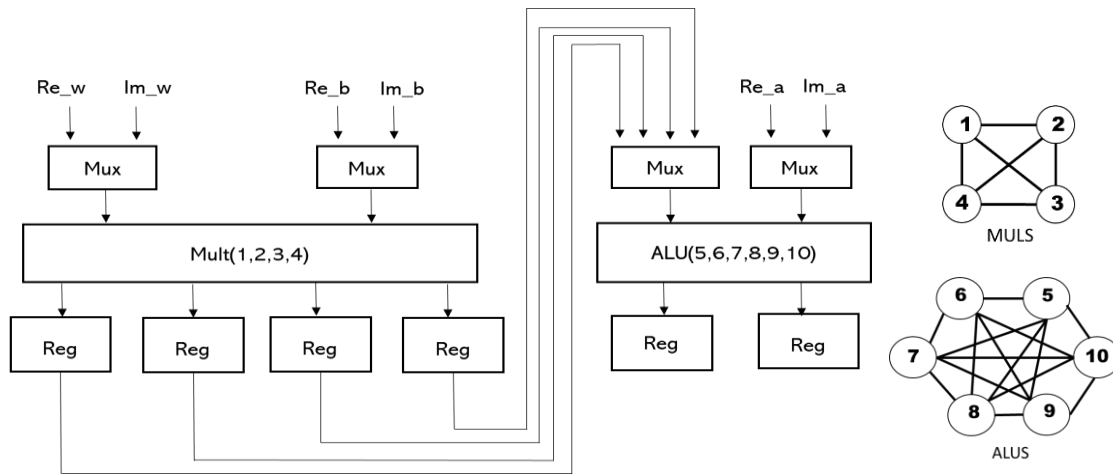 Re_w Im_w Re_b Im_b Re_a Im_a
Mux Mux Mux Mux
Mult(1,2,3,4) ALU(5,6,7,8,9,10)
Reg Reg Reg Reg Reg Reg
1 2
4 3
MULS
6 5
7 10
8 9
ALUS